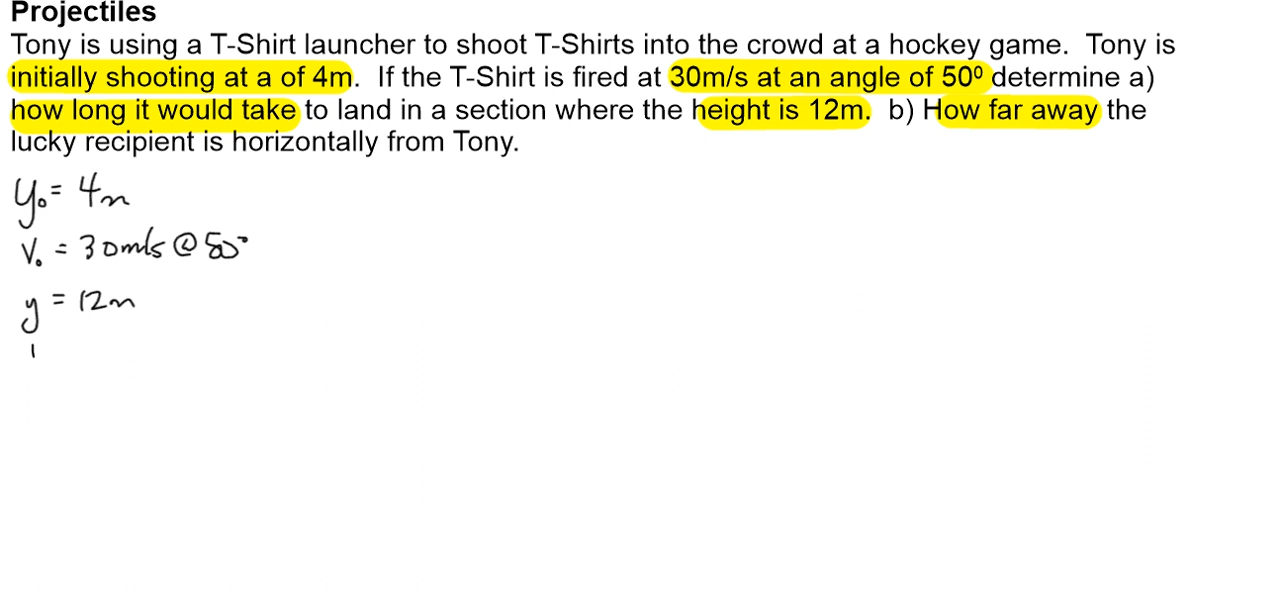 Projectiles
Tony is using a T-Shirt launcher to shoot T-Shirts into the crowd at a hockey game. Tony is
initially shooting at a of 4m. If the T-Shirt is fired at 30m/s at an angle of 50⁰ determine a)
how long it would take to land in a section where the height is 12m. b) How far away the
lucky recipient is horizontally from Tony.
y₀ = 4m
V₀ = 30m/s @ 50°
y = 12m